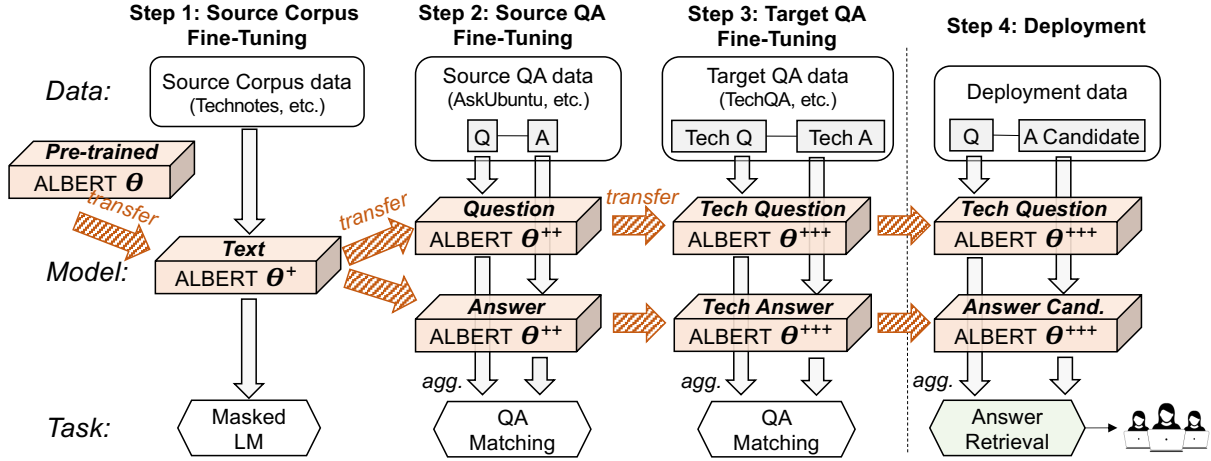 Step 1: Source Corpus
Fine-Tuning
Step 2: Source QA
Fine-Tuning
Step 3: Target QA
Fine-Tuning
Step 4: Deployment
Data:
Source Corpus data
(Technotes, etc.)
Source QA data
(AskUbuntu, etc.)
Q
A
Target QA data
(TechQA, etc.)
Tech Q
Tech A
Deployment data
Q
A Candidate
Pre-trained
ALBERT θ
transfer
transfer
transfer
Model:
Text
ALBERT θ+
Question
ALBERT θ++
Tech Question
ALBERT θ+++
Tech Question
ALBERT θ+++
Answer
ALBERT θ++
Tech Answer
ALBERT θ+++
Answer Cand.
ALBERT θ+++
agg.
agg.
agg.
Task:
Masked
LM
QA
Matching
QA
Matching
Answer
Retrieval